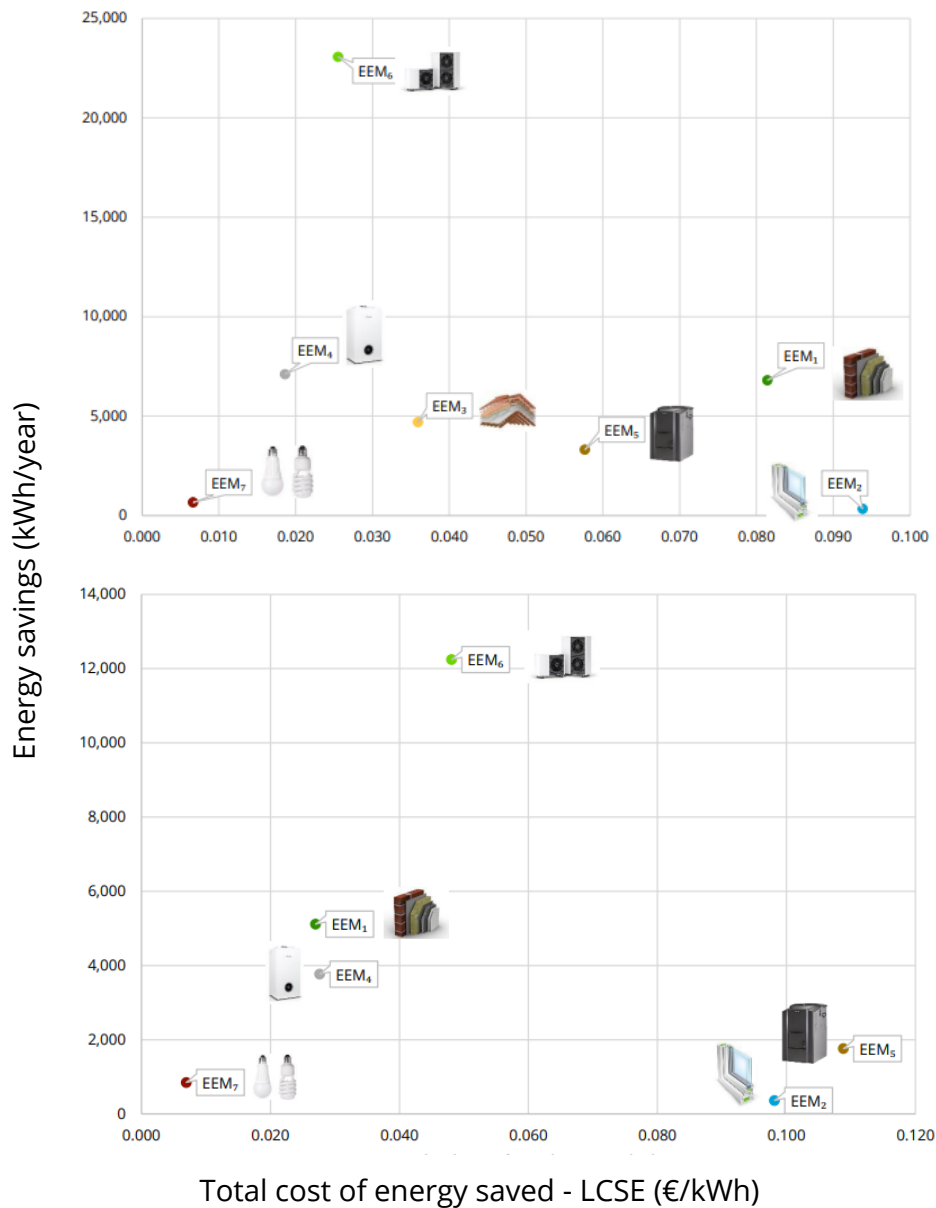 Energy savings (kWh/year)
25,000
20,000
15,000
10,000
5,000
0
EEM₆
EEM₄
EEM₁
EEM₃
EEM₅
EEM₇
EEM₂
0.000 0.010 0.020 0.030 0.040 0.050 0.060 0.070 0.080 0.090 0.100
14,000
12,000
10,000
8,000
6,000
4,000
2,000
0
EEM₆
EEM₁
EEM₄
EEM₅
EEM₇
EEM₂
0.000 0.020 0.040 0.060 0.080 0.100 0.120
Total cost of energy saved - LCSE (€/kWh)